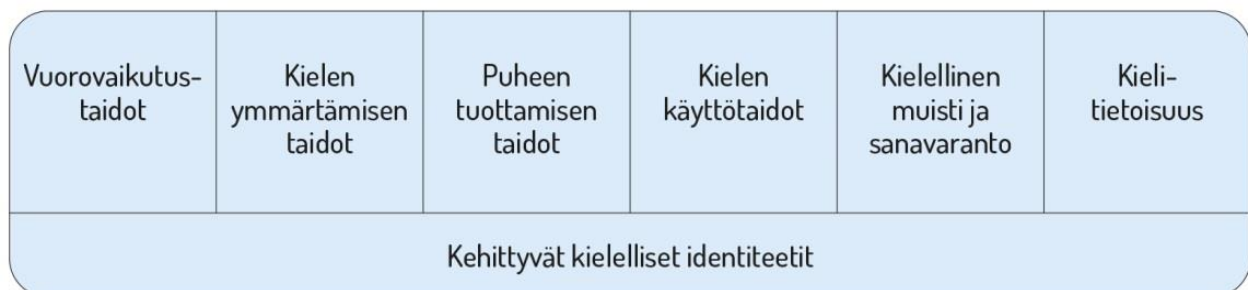 Vuorovaikutus-
taidot
Kielen
ymmärtämisen
taidot
Puheen
tuottamisen
taidot
Kielen
käyttötaidot
Kielellinen
muisti ja
sanavaranto
Kieli-
tietoisuus
Kehittyvät kielelliset identiteetit